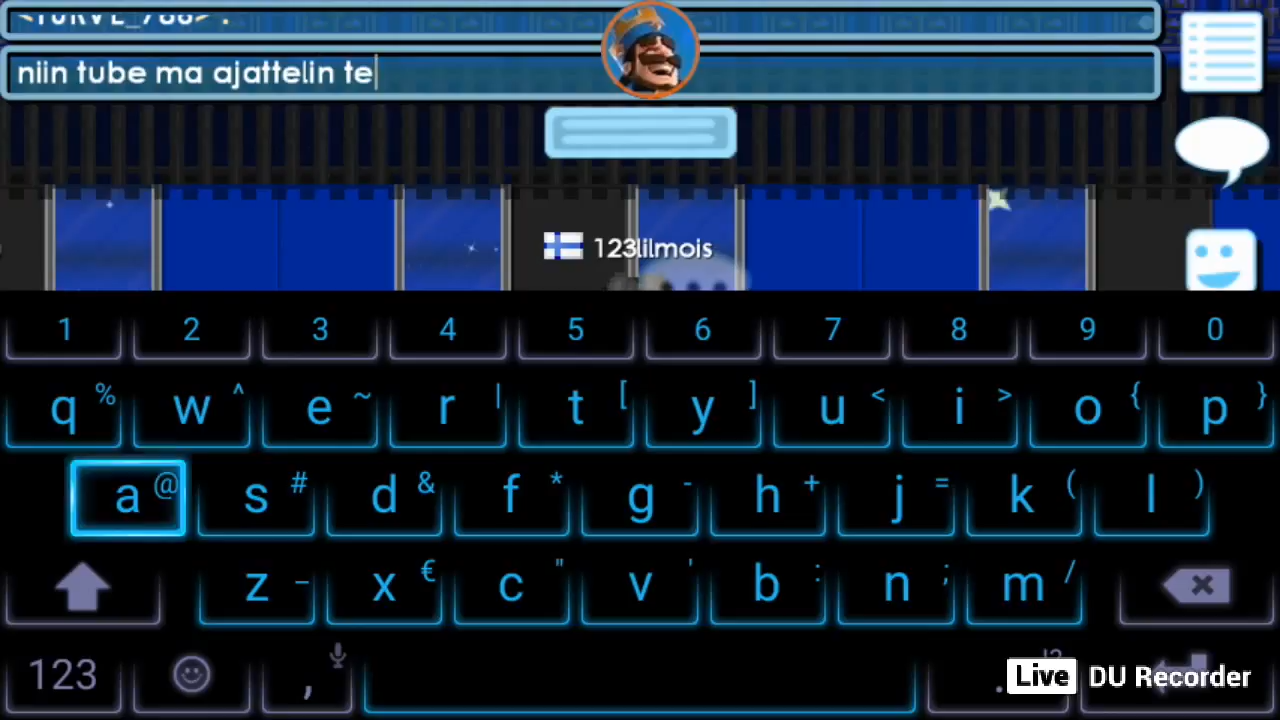 <TURVE_788> :
niin tube ma ajattelin te
123lilmois
1 2 3 4 5 6 7 8 9 0
q % w ^ e ~ r | t [ y ] u < i > o { p }
a @ s # d & f * g - h + j = k ( l )
z _ x € c " v ' b : n ; m /
123 , . !?
Live DU Recorder